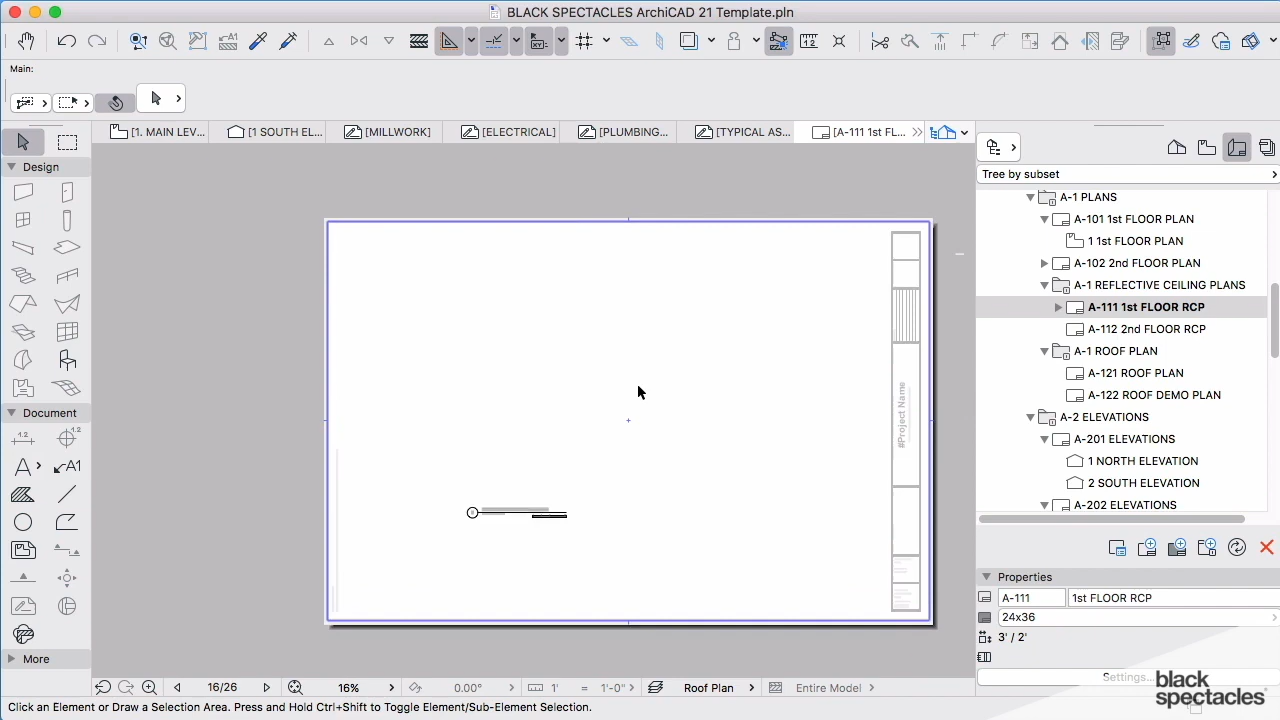 BLACK SPECTACLES ArchiCAD 21 Template.pln
Main:
[1. MAIN LEV...
[1 SOUTH EL...
[MILLWORK]
[ELECTRICAL]
[PLUMBING...
[TYPICAL AS...
[A-111 1st FL...
Design
Document
More
1.2
1.2
A
A1
#Project Name
Tree by subset
A-1 PLANS
A-101 1st FLOOR PLAN
1 1st FLOOR PLAN
A-102 2nd FLOOR PLAN
A-1 REFLECTIVE CEILING PLANS
A-111 1st FLOOR RCP
A-112 2nd FLOOR RCP
A-1 ROOF PLAN
A-121 ROOF PLAN
A-122 ROOF DEMO PLAN
A-2 ELEVATIONS
A-201 ELEVATIONS
1 NORTH ELEVATION
2 SOUTH ELEVATION
A-202 ELEVATIONS
Properties
A-111 1st FLOOR RCP
24x36
3' / 2'
Settings...
16/26
16%
0.00°
1' = 1'-0"
Roof Plan
Entire Model
Click an Element or Draw a Selection Area. Press and Hold Ctrl+Shift to Toggle Element/Sub-Element Selection.
black
spectacles